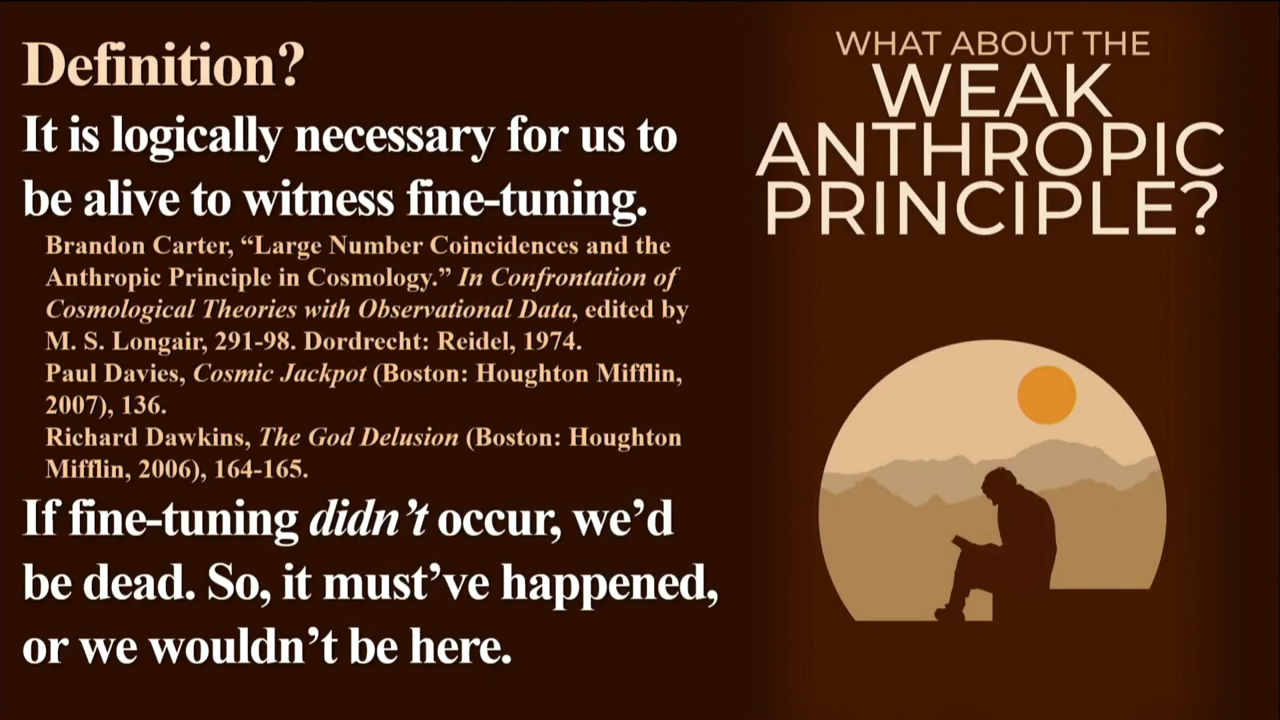 Definition?
It is logically necessary for us to
be alive to witness fine-tuning.
Brandon Carter, “Large Number Coincidences and the
Anthropic Principle in Cosmology.” In Confrontation of
Cosmological Theories with Observational Data, edited by
M. S. Longair, 291-98. Dordrecht: Reidel, 1974.
Paul Davies, Cosmic Jackpot (Boston: Houghton Mifflin,
2007), 136.
Richard Dawkins, The God Delusion (Boston: Houghton
Mifflin, 2006), 164-165.
If fine-tuning didn’t occur, we’d
be dead. So, it must’ve happened,
or we wouldn’t be here.
WHAT ABOUT THE
WEAK
ANTHROPIC
PRINCIPLE?